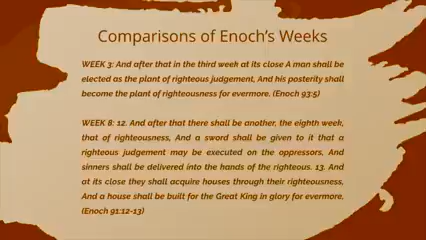 Comparisons of Enoch's Weeks
WEEK 3: And after that in the third week at its close A man shall be
elected as the plant of righteous judgement, And his posterity shall
become the plant of righteousness for evermore. (Enoch 93:5)
WEEK 8: 12. And after that there shall be another, the eighth week,
that of righteousness, And a sword shall be given to it that a
righteous judgement may be executed on the oppressors, And
sinners shall be delivered into the hands of the righteous. 13. And
at its close they shall acquire houses through their righteousness,
And a house shall be built for the Great King in glory for evermore.
(Enoch 91:12-13)